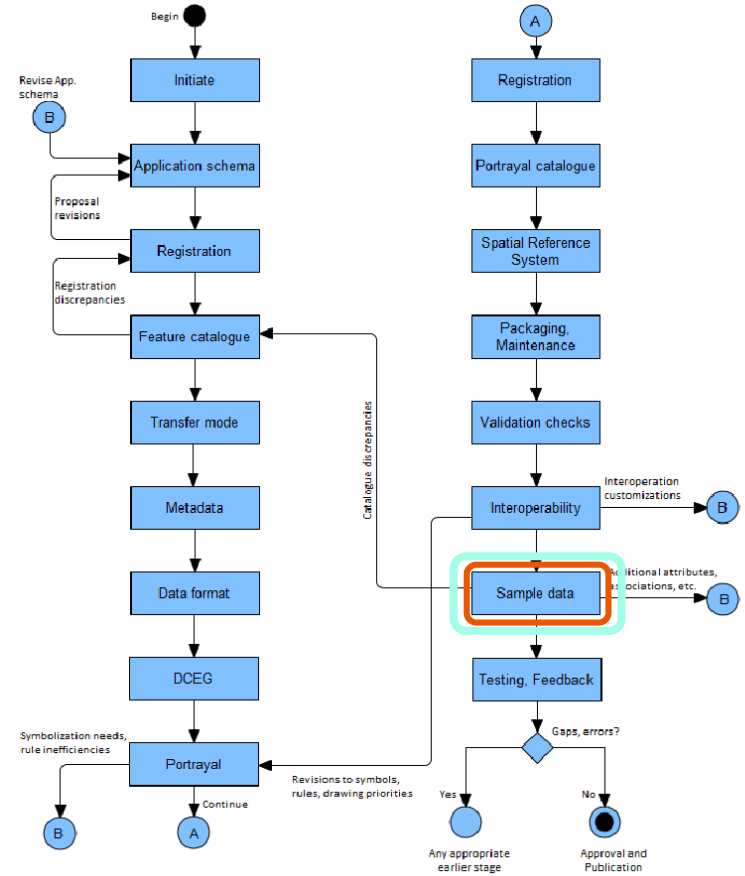 Begin
Initiate
Revise App.
schema
B
Application schema
Proposal
revisions
Registration
Registration
discrepancies
Feature catalogue
Transfer mode
Metadata
Data format
DCEG
Symbolization needs,
rule inefficiencies
Portrayal
Continue
B
A
A
Registration
Portrayal catalogue
Spatial Reference
System
Packaging,
Maintenance
Validation checks
Catalogue discrepancies
Interoperability
Interoperation
customizations
B
Sample data
Additional attributes,
associations, etc.
B
Testing, Feedback
Gaps, errors?
Revisions to symbols,
rules, drawing priorities
Yes
No
Any appropriate
earlier stage
Approval and
Publication